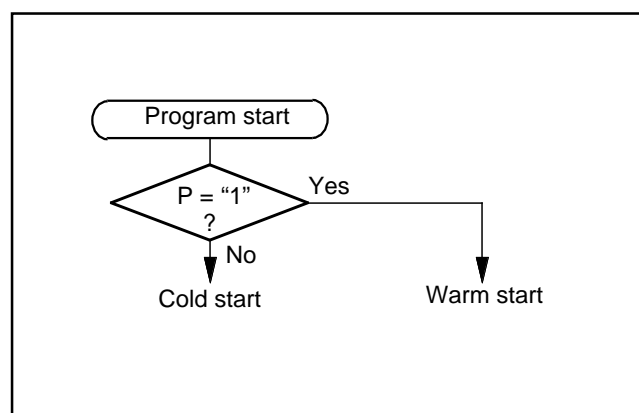 Program start
P = “1”
?
Yes
No
Cold start
Warm start